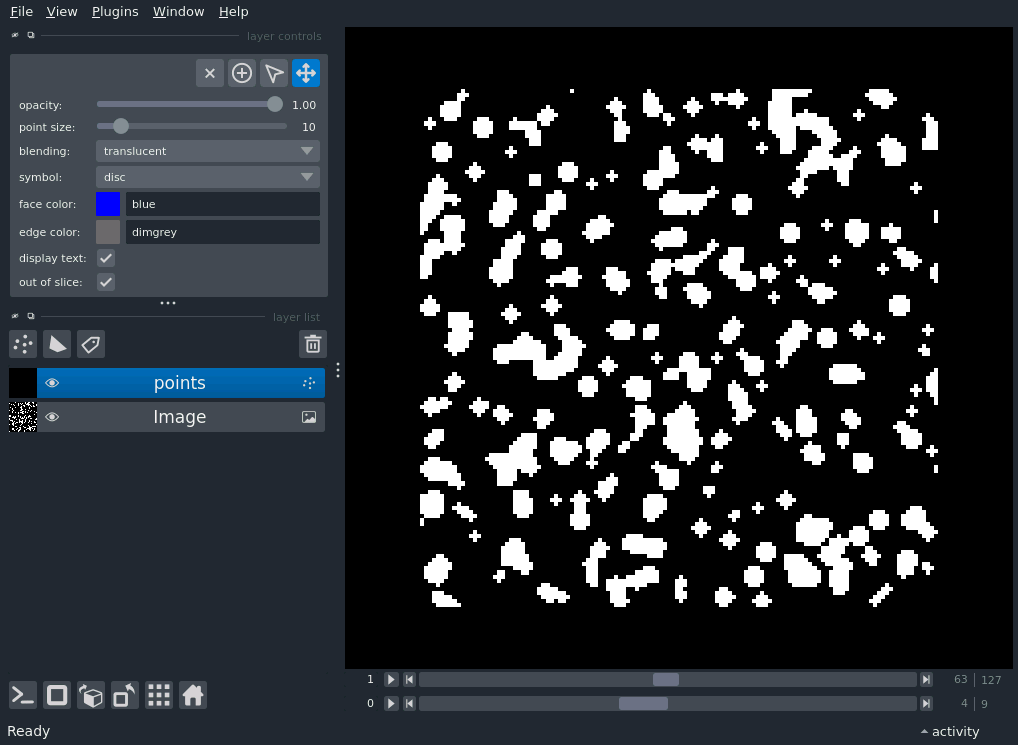 File View Plugins Window Help
layer controls
opacity: 1.00
point size: 10
blending: translucent
symbol: disc
face color: blue
edge color: dimgrey
display text:
out of slice:
layer list
points
Image
1 63 127
0 4 9
Ready activity